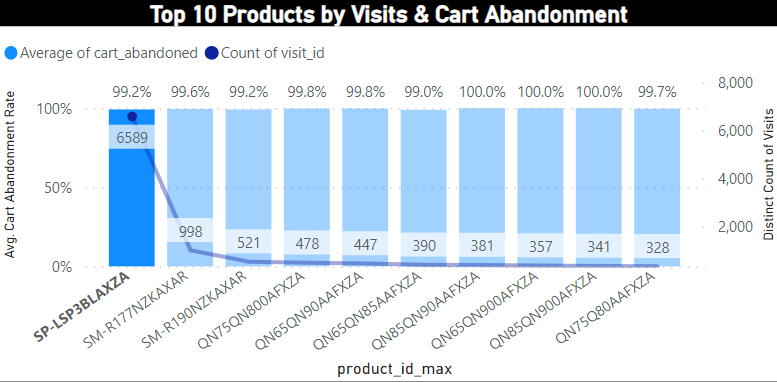 Top 10 Products by Visits & Cart Abandonment
Average of cart_abandoned Count of visit_id
99.2% 99.6% 99.2% 99.8% 99.8% 99.0% 100.0% 100.0% 100.0% 99.7%
8,000
100%
6,000
6589
50%
4,000
998 521 478 447 390 381 357 341 328
2,000
0%
Avg. Cart Abandonment Rate
Distinct Count of Visits
SP-LSP3BLAXZA
SM-R177NZKAXAR
SM-R190NZKAXAR
QN75QN800AFXZA
QN65QN90AAFXZA
QN65QN85AAFXZA
QN85QN90AAFXZA
QN65QN900AFXZA
QN85QN900AFXZA
QN75Q80AAFXZA
product_id_max